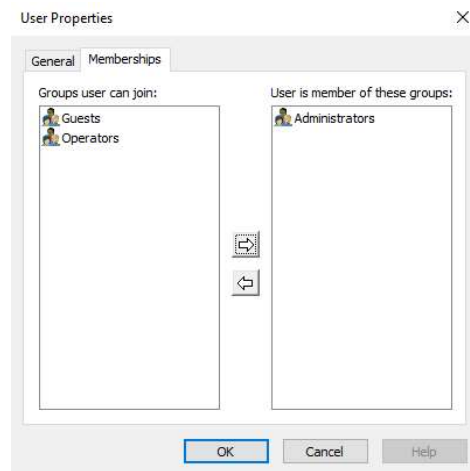 User Properties
General
Memberships
Groups user can join:
Guests
Operators
User is member of these groups:
Administrators
OK
Cancel
Help